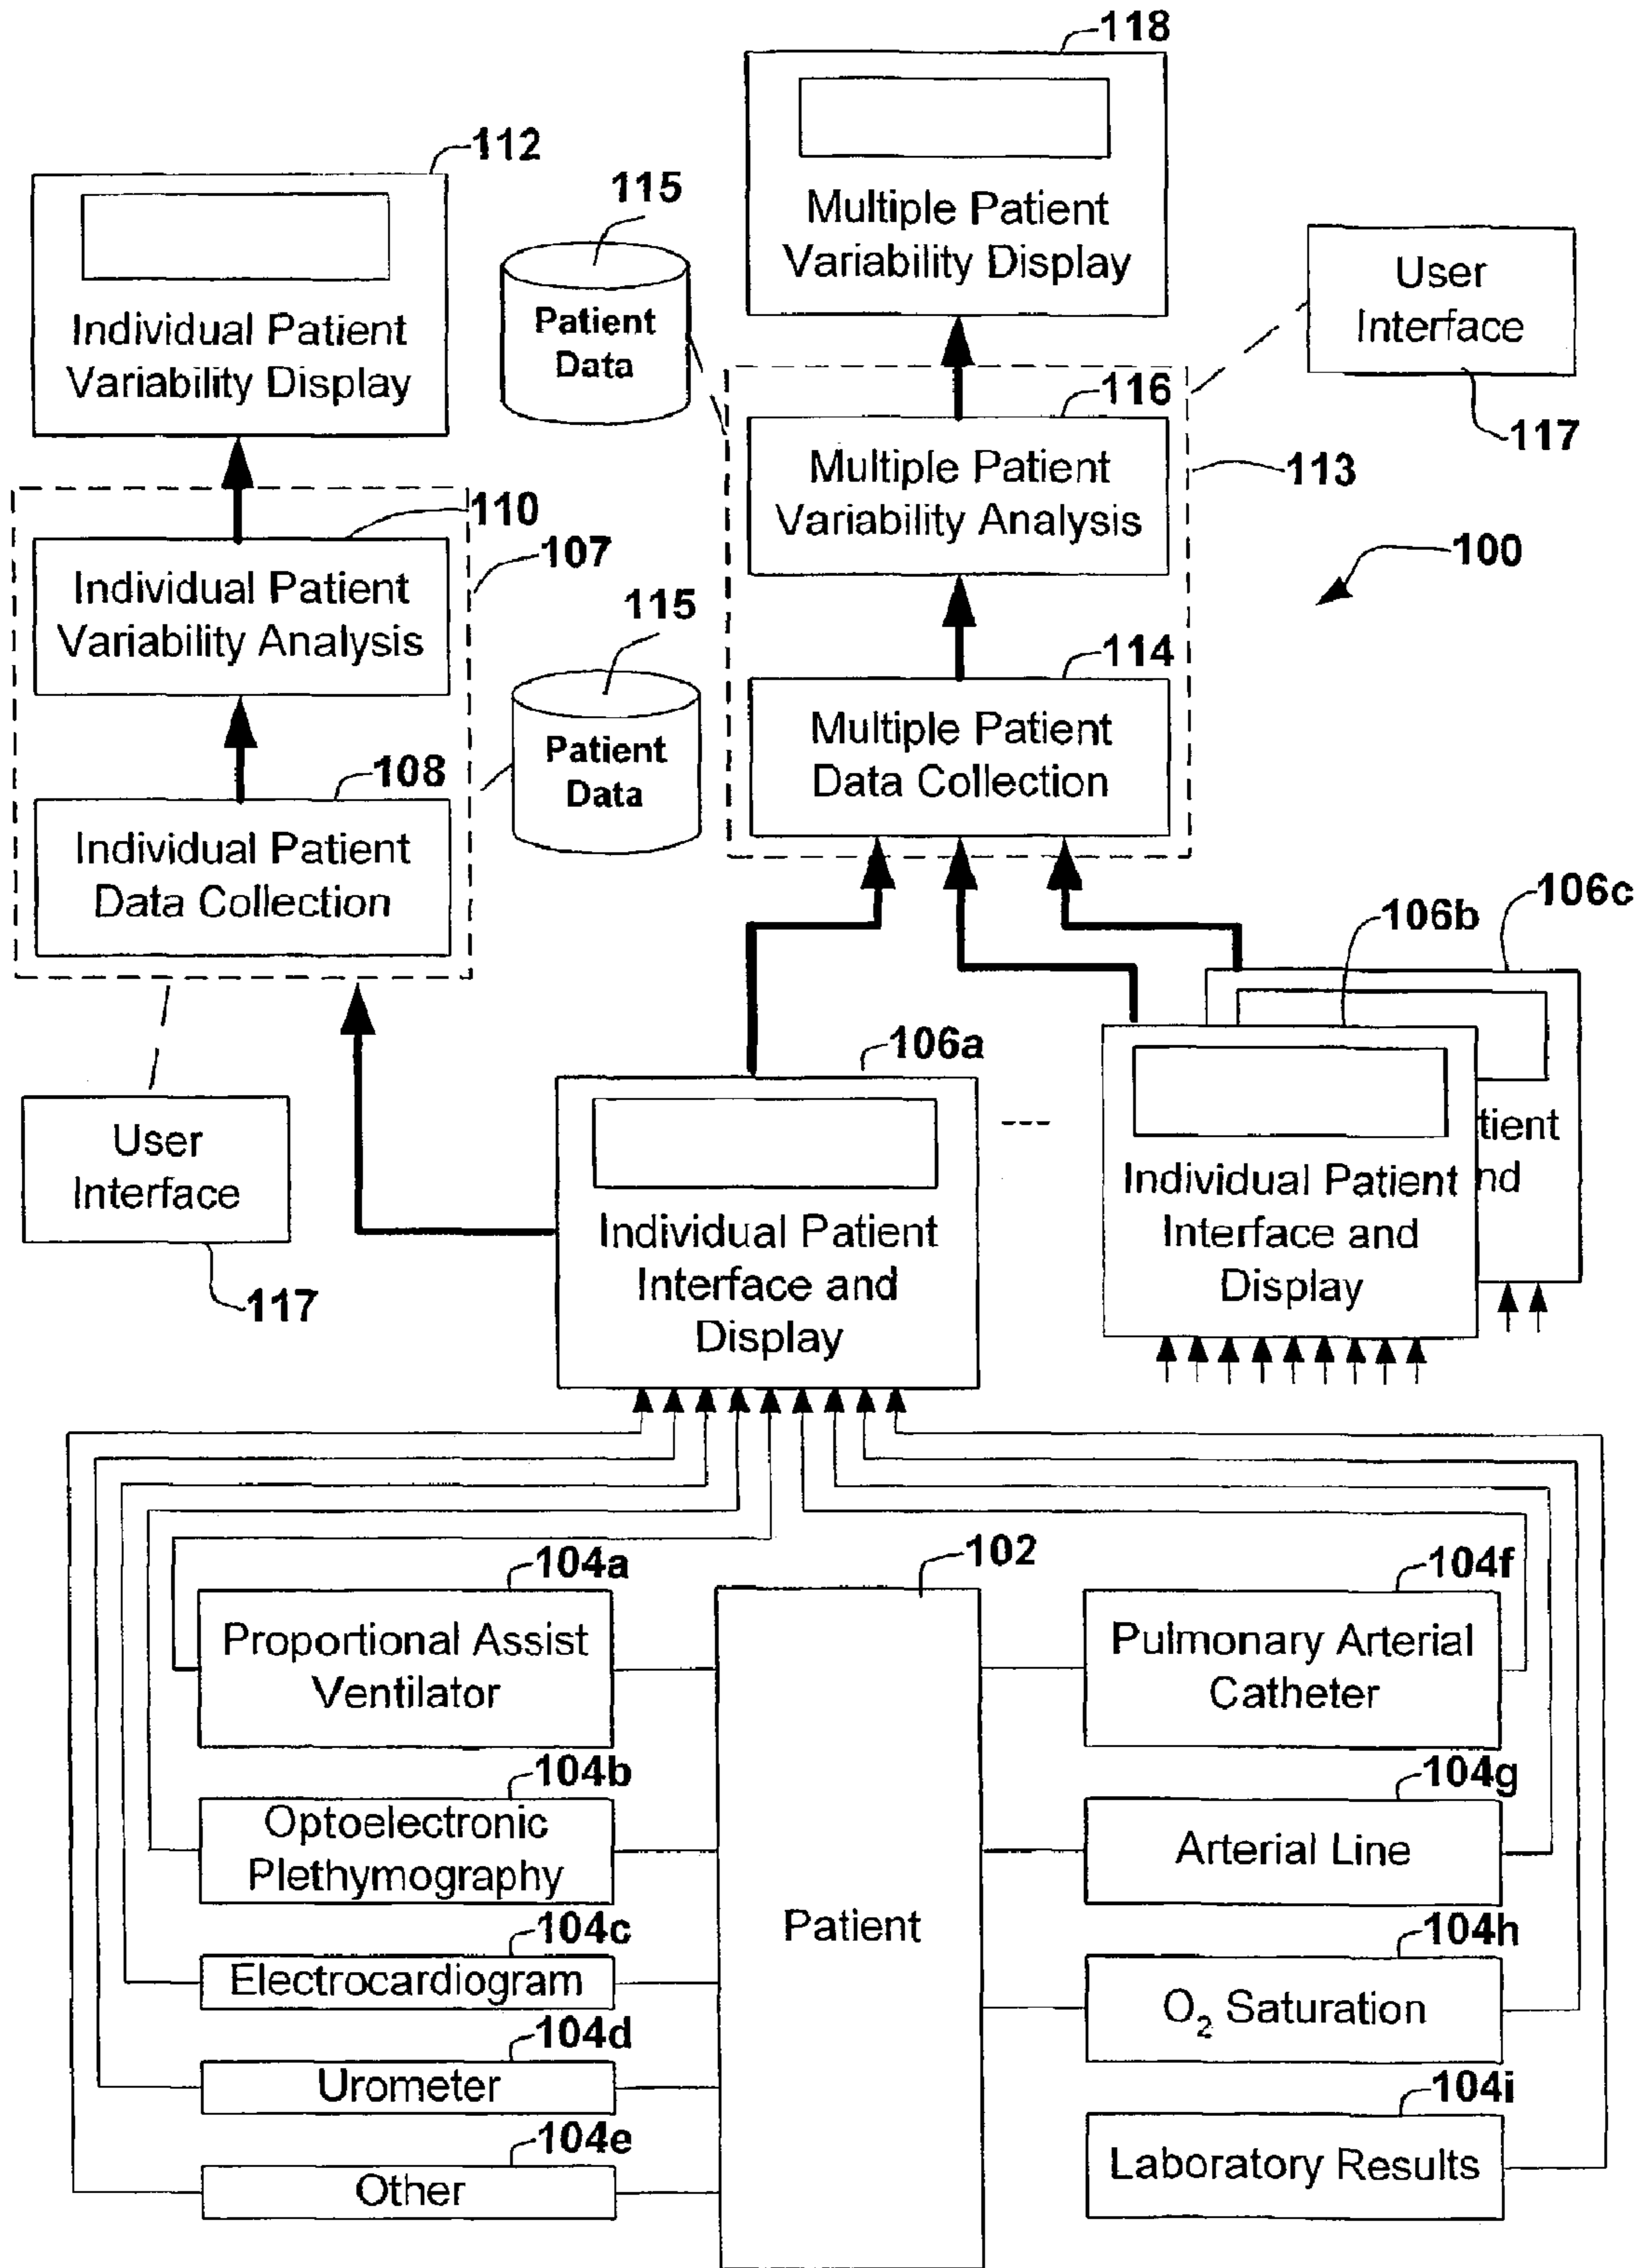 118
112
115
Multiple Patient
Variability Display
User
Interface
Patient
Data
Individual Patient
Variability Display
116
117
Multiple Patient
Variability Analysis
113
110
107
100
Individual Patient
Variability Analysis
115
114
Multiple Patient
Data Collection
Patient
Data
108
Individual Patient
Data Collection
106c
106b
106a
tient
nd
User
Interface
Individual Patient
Interface and
Display
Individual Patient
Interface and
Display
117
102
104a
Proportional Assist
Ventilator
104f
Pulmonary Arterial
Catheter
104b
Optoelectronic
Plethymography
104g
Arterial Line
Patient
104c
Electrocardiogram
104h
O2 Saturation
104d
Urometer
104i
Laboratory Results
104e
Other